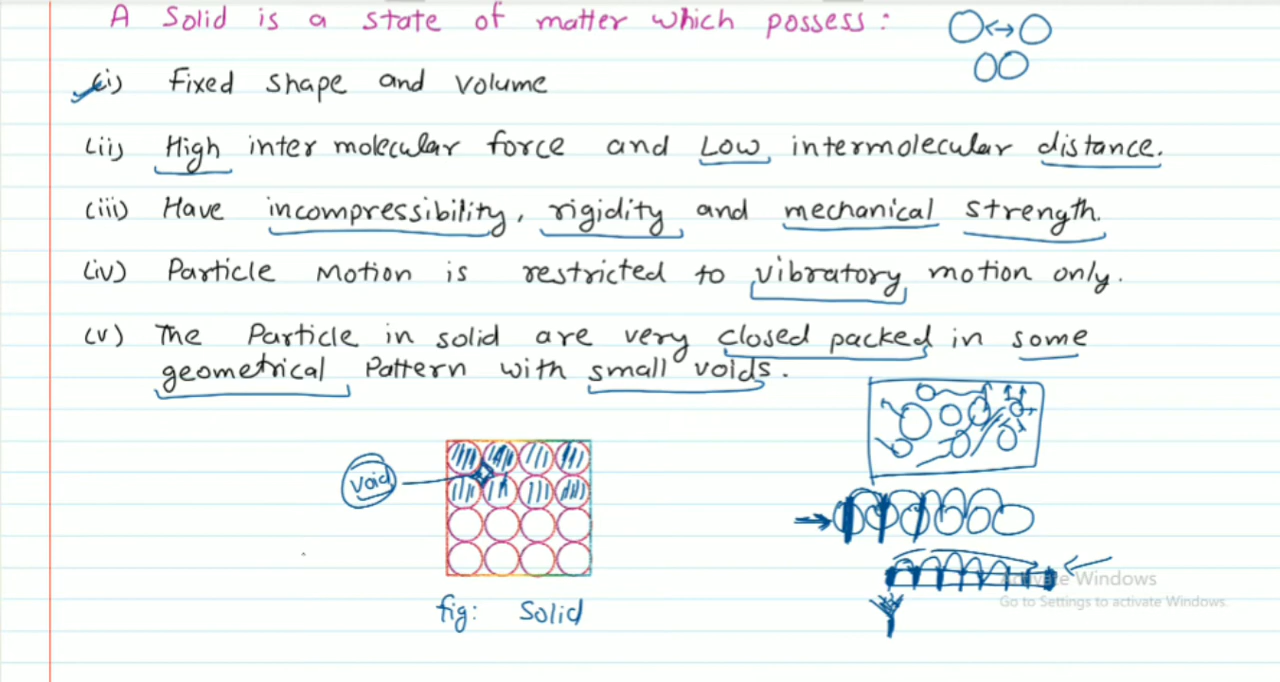 A Solid is a state of matter which possess:
(i) Fixed shape and volume
(ii) High inter molecular force and Low intermolecular distance.
(iii) Have incompressibility, rigidity and mechanical strength.
(iv) Particle Motion is restricted to vibratory motion only.
(v) The Particle in solid are very closed packed in some
geometrical Pattern with small voids.
void
fig: Solid
Activate Windows
Go to Settings to activate Windows.